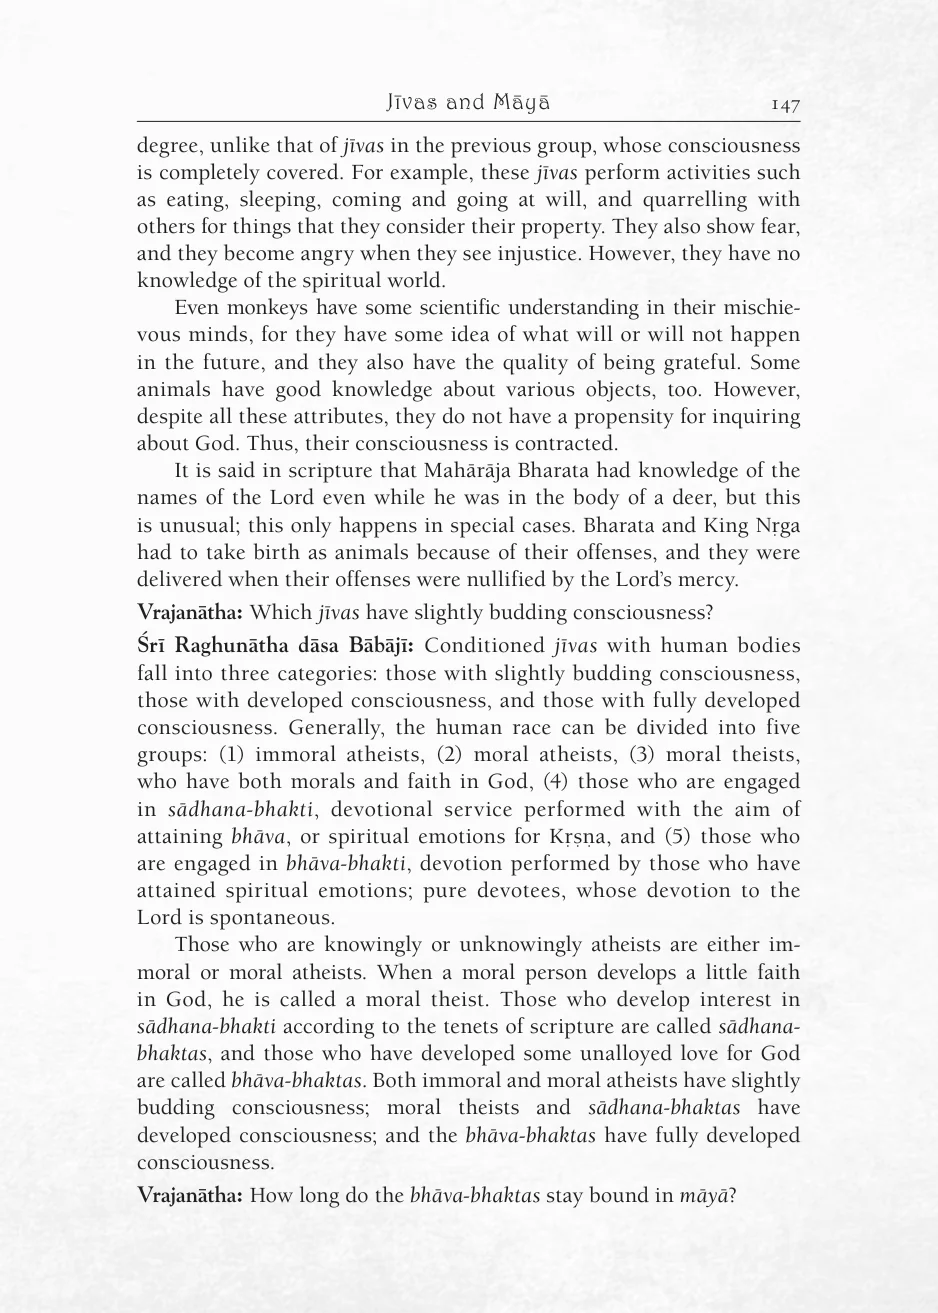 Jīvas and Māyā 147
degree, unlike that of jīvas in the previous group, whose consciousness
is completely covered. For example, these jīvas perform activities such
as eating, sleeping, coming and going at will, and quarrelling with
others for things that they consider their property. They also show fear,
and they become angry when they see injustice. However, they have no
knowledge of the spiritual world.
Even monkeys have some scientific understanding in their mischie-
vous minds, for they have some idea of what will or will not happen
in the future, and they also have the quality of being grateful. Some
animals have good knowledge about various objects, too. However,
despite all these attributes, they do not have a propensity for inquiring
about God. Thus, their consciousness is contracted.
It is said in scripture that Mahārāja Bharata had knowledge of the
names of the Lord even while he was in the body of a deer, but this
is unusual; this only happens in special cases. Bharata and King Nṛga
had to take birth as animals because of their offenses, and they were
delivered when their offenses were nullified by the Lord’s mercy.
Vrajanātha: Which jīvas have slightly budding consciousness?
Śrī Raghunātha dāsa Bābājī: Conditioned jīvas with human bodies
fall into three categories: those with slightly budding consciousness,
those with developed consciousness, and those with fully developed
consciousness. Generally, the human race can be divided into five
groups: (1) immoral atheists, (2) moral atheists, (3) moral theists,
who have both morals and faith in God, (4) those who are engaged
in sādhana-bhakti, devotional service performed with the aim of
attaining bhāva, or spiritual emotions for Kṛṣṇa, and (5) those who
are engaged in bhāva-bhakti, devotion performed by those who have
attained spiritual emotions; pure devotees, whose devotion to the
Lord is spontaneous.
Those who are knowingly or unknowingly atheists are either im-
moral or moral atheists. When a moral person develops a little faith
in God, he is called a moral theist. Those who develop interest in
sādhana-bhakti according to the tenets of scripture are called sādhana-
bhaktas, and those who have developed some unalloyed love for God
are called bhāva-bhaktas. Both immoral and moral atheists have slightly
budding consciousness; moral theists and sādhana-bhaktas have
developed consciousness; and the bhāva-bhaktas have fully developed
consciousness.
Vrajanātha: How long do the bhāva-bhaktas stay bound in māyā?